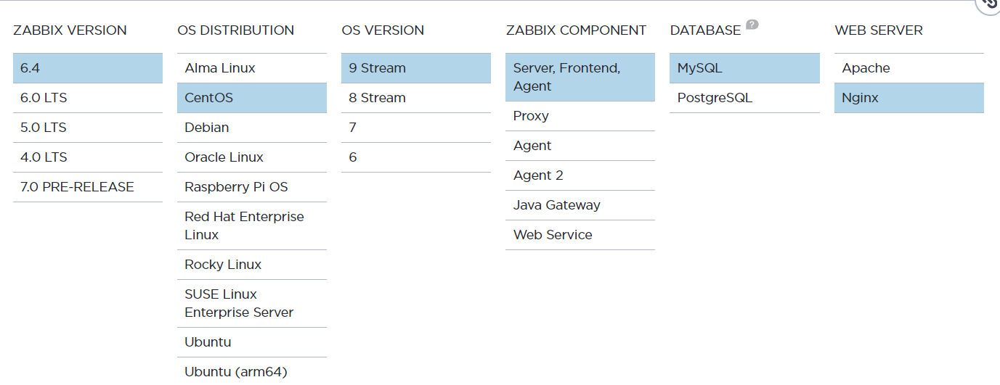 ZABBIX VERSION
6.4
6.0 LTS
5.0 LTS
4.0 LTS
7.0 PRE-RELEASE
OS DISTRIBUTION
Alma Linux
CentOS
Debian
Oracle Linux
Raspberry Pi OS
Red Hat Enterprise
Linux
Rocky Linux
SUSE Linux
Enterprise Server
Ubuntu
Ubuntu (arm64)
OS VERSION
9 Stream
8 Stream
7
6
ZABBIX COMPONENT
Server, Frontend,
Agent
Proxy
Agent
Agent 2
Java Gateway
Web Service
DATABASE ?
MySQL
PostgreSQL
WEB SERVER
Apache
Nginx